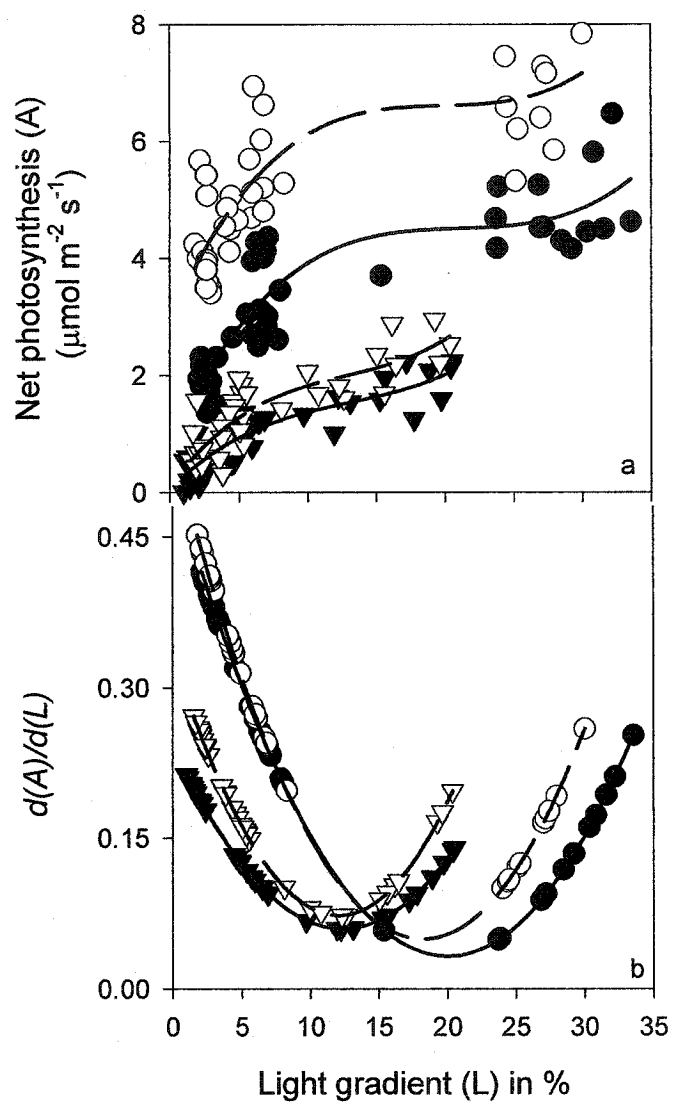 Net photosynthesis (A)
(μmol m⁻² s⁻¹)
8
6
4
2
0
a
d(A)/d(L)
0.45
0.30
0.15
0.00
b
0 5 10 15 20 25 30 35
Light gradient (L) in %